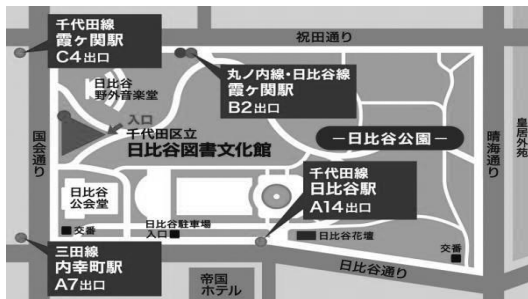 千代田線
霞ヶ関駅
C4出口
祝田通り
丸ノ内線・日比谷線
霞ヶ関駅
B2出口
日比谷
野外音楽堂
入口
千代田区立
日比谷図書文化館
国会通り
日比谷公園
晴海通り
皇居外苑
千代田線
日比谷駅
A14出口
日比谷
公会堂
交番
日比谷駐車場
入口
日比谷花壇
交番
三田線
内幸町駅
A7出口
帝国
ホテル
日比谷通り